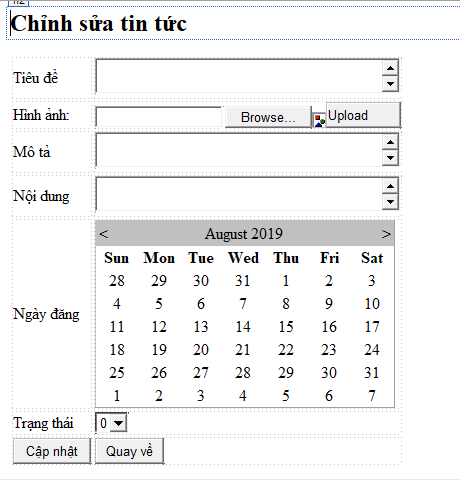 h2
Chỉnh sửa tin tức
Tiêu đề
Hình ảnh: Browse... Upload
Mô tả
Nội dung
< August 2019 >
Sun Mon Tue Wed Thu Fri Sat
28 29 30 31 1 2 3
4 5 6 7 8 9 10
11 12 13 14 15 16 17
Ngày đăng
18 19 20 21 22 23 24
25 26 27 28 29 30 31
1 2 3 4 5 6 7
Trạng thái 0
Cập nhật Quay về